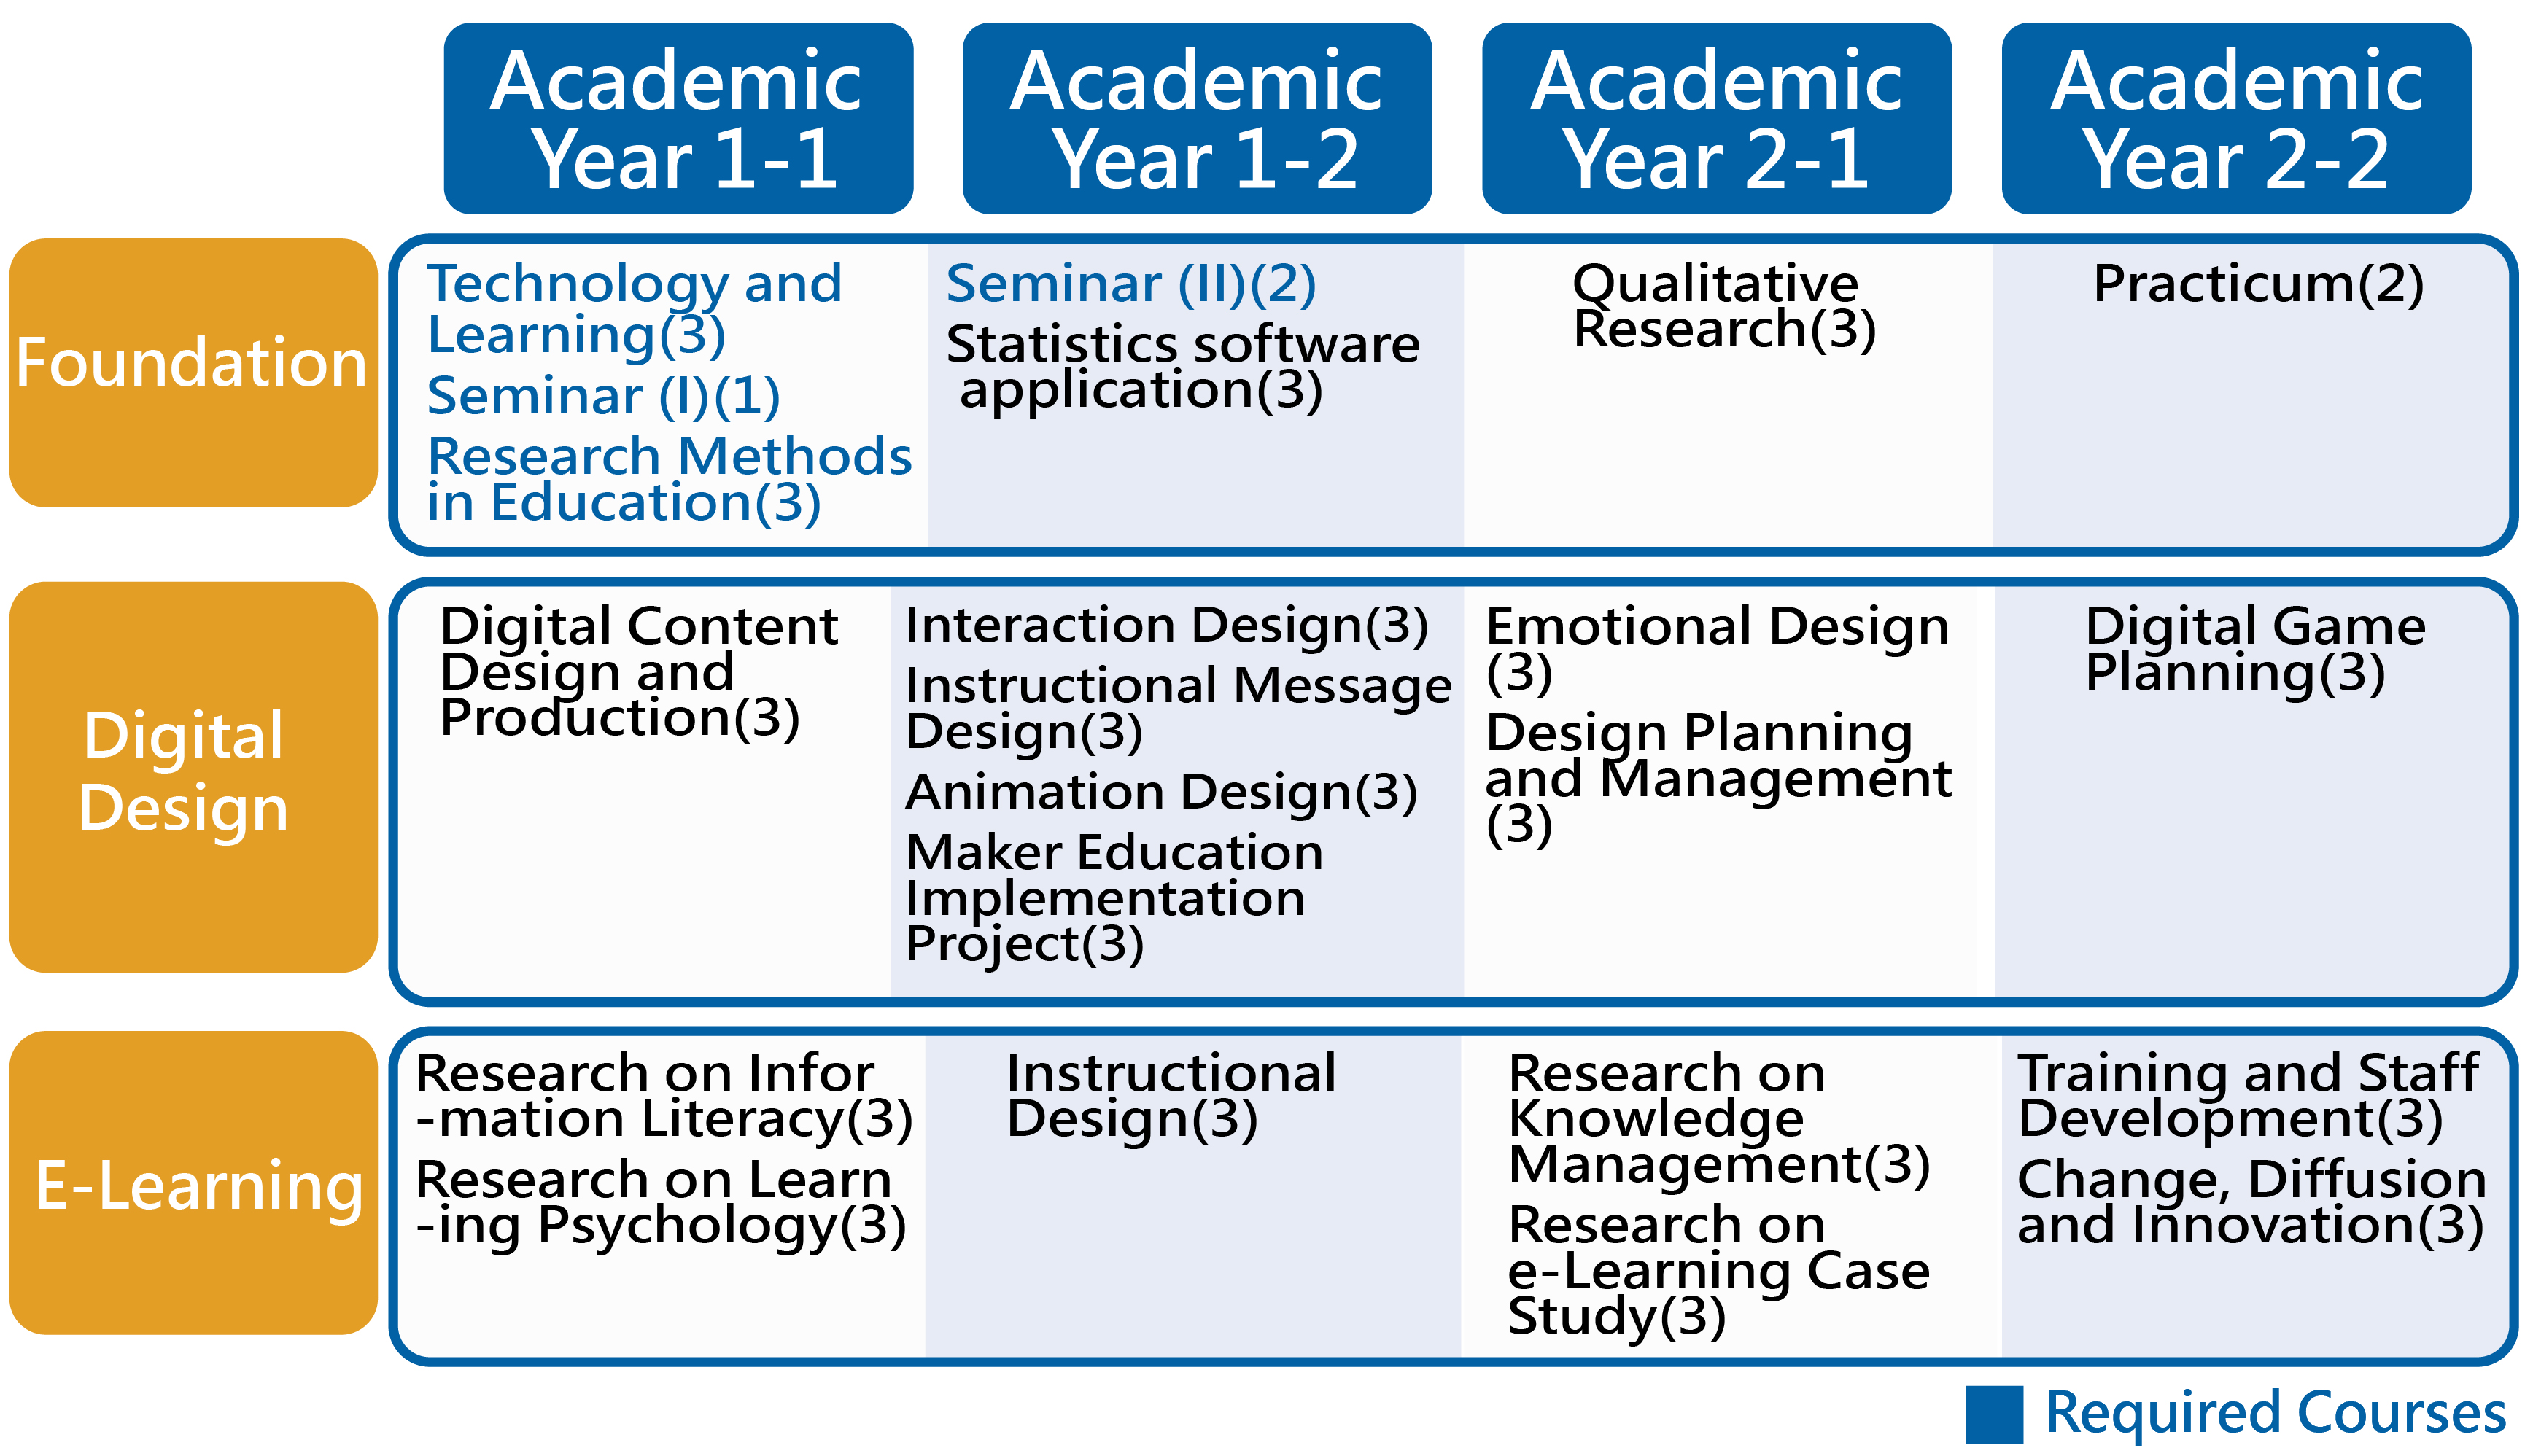 Academic
Year 1-1
Academic
Year 1-2
Academic
Year 2-1
Academic
Year 2-2
Foundation
Technology and
Learning(3)
Seminar (I)(1)
Research Methods
in Education(3)
Seminar (II)(2)
Statistics software
application(3)
Qualitative
Research(3)
Practicum(2)
Digital
Design
Digital Content
Design and
Production(3)
Interaction Design(3)
Instructional Message
Design(3)
Animation Design(3)
Maker Education
Implementation
Project(3)
Emotional Design
(3)
Design Planning
and Management
(3)
Digital Game
Planning(3)
E-Learning
Research on Infor
-mation Literacy(3)
Research on Learn
-ing Psychology(3)
Instructional
Design(3)
Research on
Knowledge
Management(3)
Research on
e-Learning Case
Study(3)
Training and Staff
Development(3)
Change, Diffusion
and Innovation(3)
Required Courses